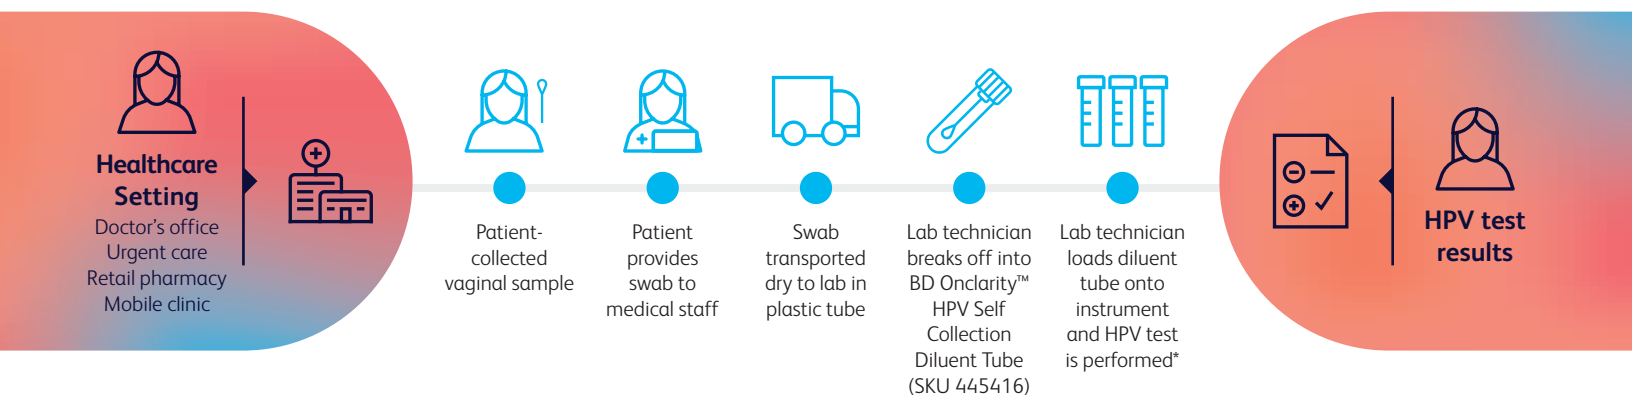 Healthcare
Setting
Doctor's office
Urgent care
Retail pharmacy
Mobile clinic
Patient-
collected
vaginal sample
Patient
provides
swab to
medical staff
Swab
transported
dry to lab in
plastic tube
Lab technician
breaks off into
BD Onclarity™
HPV Self
Collection
Diluent Tube
(SKU 445416)
Lab technician
loads diluent
tube onto
instrument
and HPV test
is performed*
HPV test
results